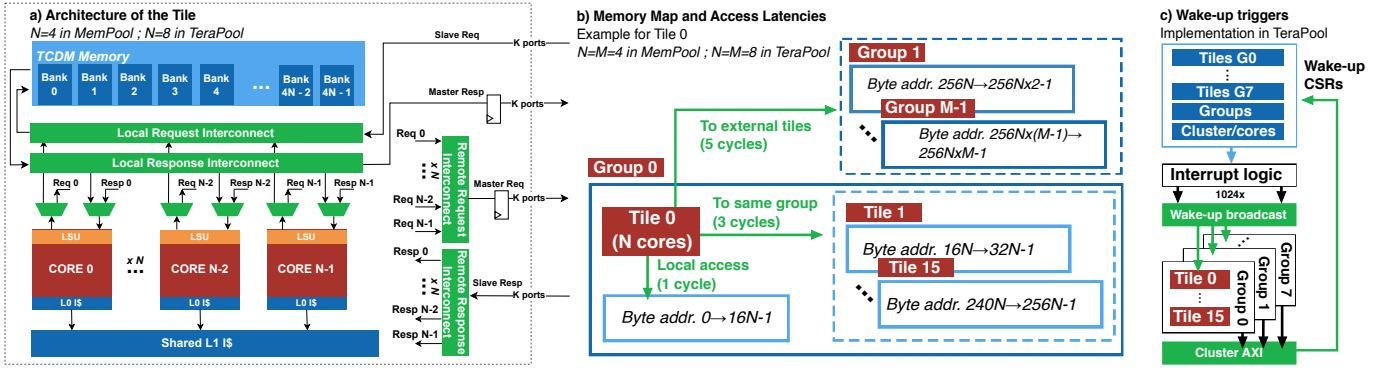 a) Architecture of the Tile
N=4 in MemPool ; N=8 in TeraPool
TCDM Memory
Bank 0
Bank 1
Bank 2
Bank 3
Bank 4
...
Bank 4N - 2
Bank 4N - 1
Local Request Interconnect
Local Response Interconnect
Req 0
Resp 0
Req N-2
Resp N-2
Req N-1
Resp N-1
LSU
CORE 0
L0 I$
x N
...
LSU
CORE N-2
L0 I$
LSU
CORE N-1
L0 I$
Shared L1 I$
Slave Req
K ports
Master Resp
K ports
Req 0
... x N
Req N-2
Req N-1
Remote Request
Interconnect
Master Req
K ports
Resp 0
... x N
Resp N-2
Resp N-1
Remote Response
Interconnect
Slave Resp
K ports
b) Memory Map and Access Latencies
Example for Tile 0
N=M=4 in MemPool ; N=M=8 in TeraPool
Group 1
Byte addr. 256N→256Nx2-1
Group M-1
...
Byte addr. 256Nx(M-1)→
256NxM-1
To external tiles
(5 cycles)
Group 0
Tile 0
(N cores)
To same group
(3 cycles)
Local access
(1 cycle)
Byte addr. 0→16N-1
Tile 1
Byte addr. 16N→32N-1
Tile 15
...
Byte addr. 240N→256N-1
c) Wake-up triggers
Implementation in TeraPool
Tiles G0
...
Tiles G7
Groups
Cluster/cores
Wake-up
CSRs
Interrupt logic
1024x
Wake-up broadcast
...
Tile 0
...
Tile 15
Group 0
Group 1
Group 7
Cluster AXI